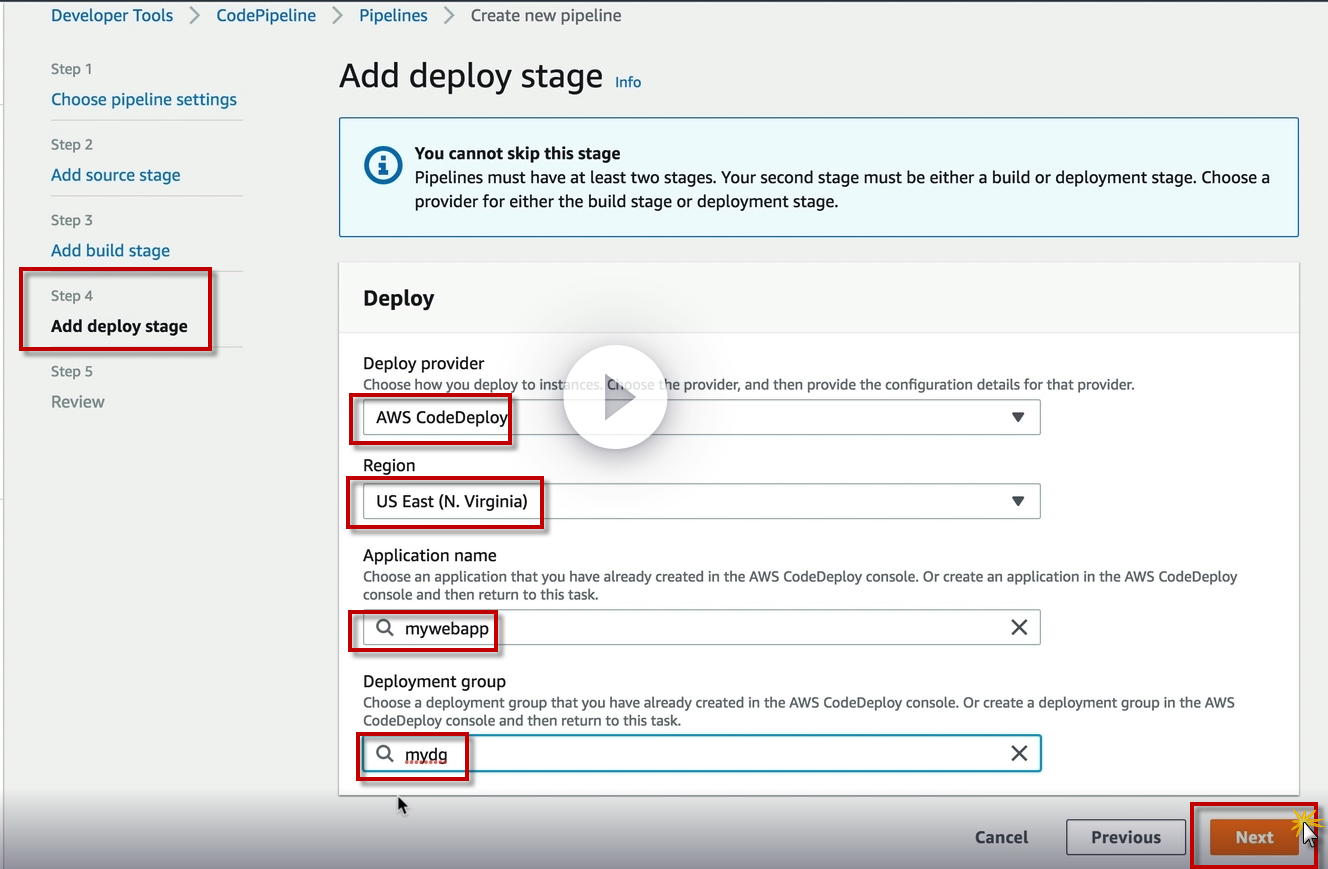 Developer Tools > CodePipeline > Pipelines > Create new pipeline
Step 1
Choose pipeline settings
Step 2
Add source stage
Step 3
Add build stage
Step 4
Add deploy stage
Step 5
Review
Add deploy stage Info
You cannot skip this stage
Pipelines must have at least two stages. Your second stage must be either a build or deployment stage. Choose a
provider for either the build stage or deployment stage.
Deploy
Deploy provider
Choose how you deploy to instances. Choose the provider, and then provide the configuration details for that provider.
AWS CodeDeploy
Region
US East (N. Virginia)
Application name
Choose an application that you have already created in the AWS CodeDeploy console. Or create an application in the AWS CodeDeploy
console and then return to this task.
mywebapp
Deployment group
Choose a deployment group that you have already created in the AWS CodeDeploy console. Or create a deployment group in the AWS
CodeDeploy console and then return to this task.
mydg
Cancel Previous Next